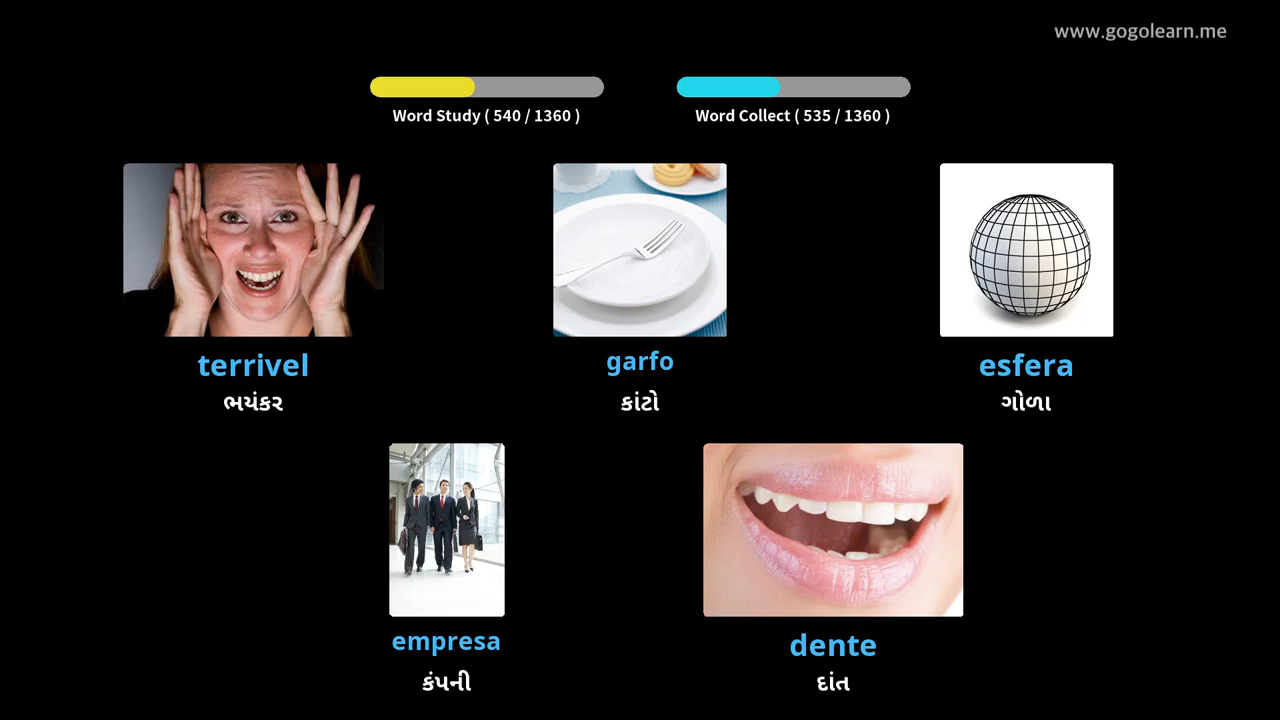 www.gogolearn.me
Word Study ( 540 / 1360 )
Word Collect ( 535 / 1360 )
terrivel
ભયંકર
garfo
કાંટો
esfera
ગોળા
empresa
કંપની
dente
દાંત